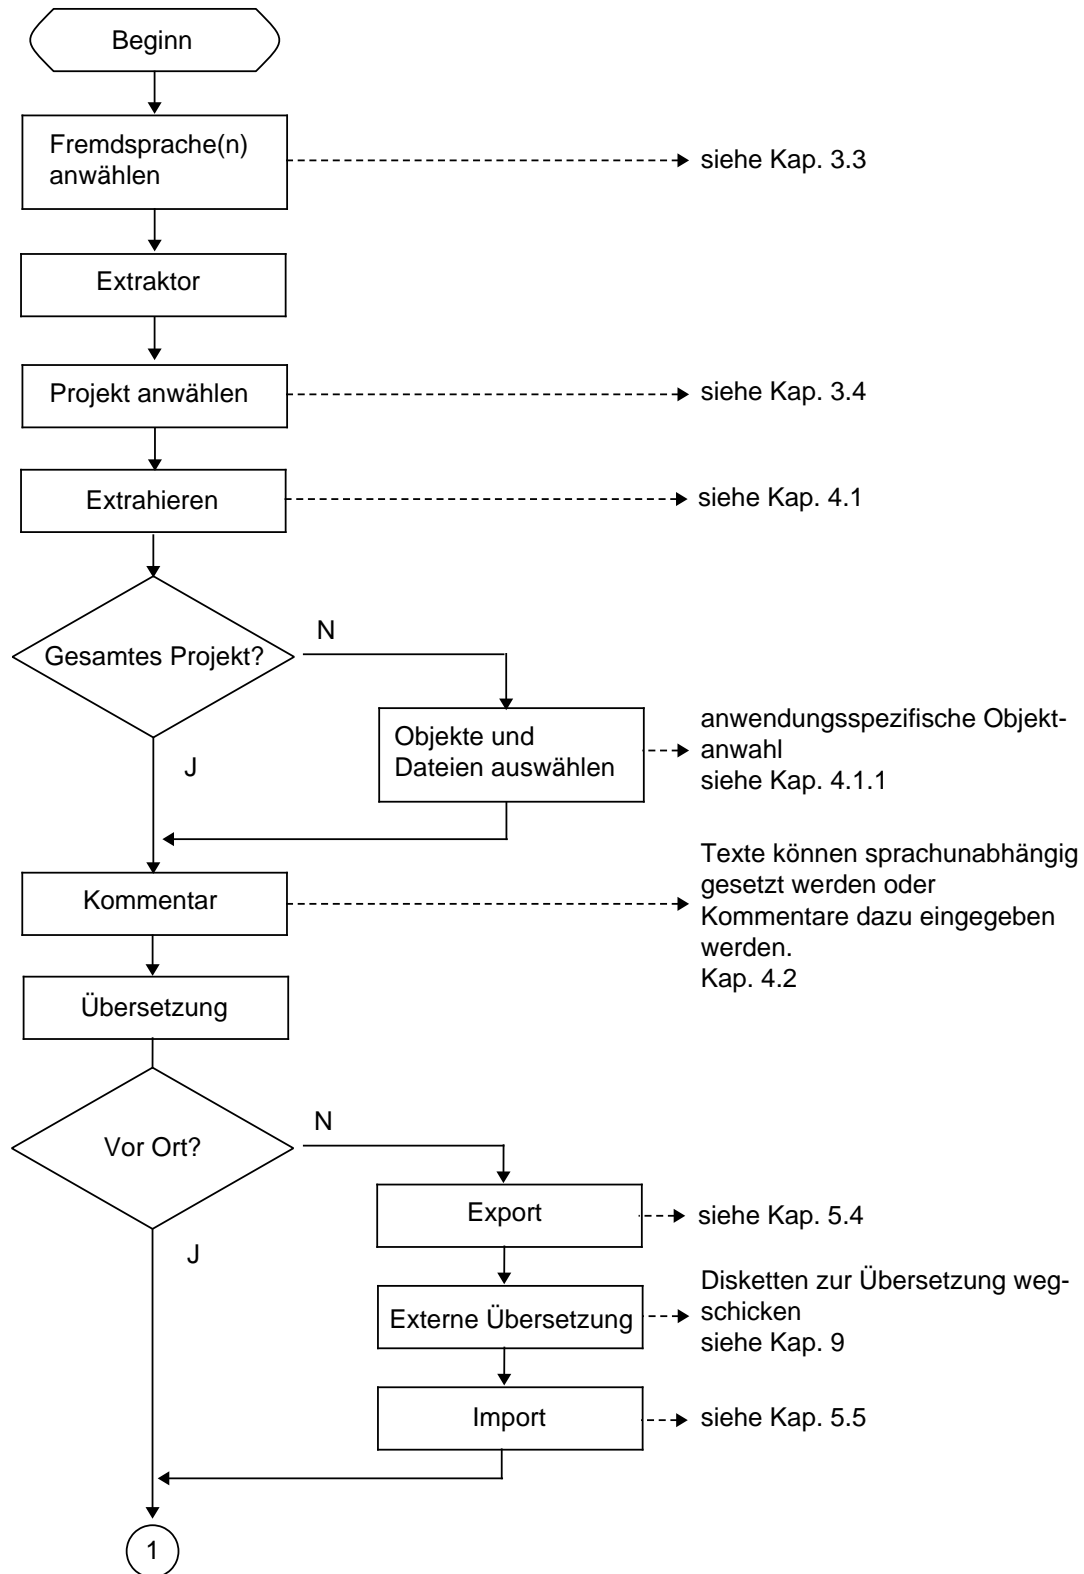 Beginn
Fremdsprache(n)
anwählen
siehe Kap. 3.3
Extraktor
Projekt anwählen
siehe Kap. 3.4
Extrahieren
siehe Kap. 4.1
Gesamtes Projekt?
N
J
Objekte und
Dateien auswählen
anwendungsspezifische Objekt-
anwahl
siehe Kap. 4.1.1
Kommentar
Texte können sprachunabhängig
gesetzt werden oder
Kommentare dazu eingegeben
werden.
Kap. 4.2
Übersetzung
Vor Ort?
N
J
Export
siehe Kap. 5.4
Externe Übersetzung
Disketten zur Übersetzung weg-
schicken
siehe Kap. 9
Import
siehe Kap. 5.5
1